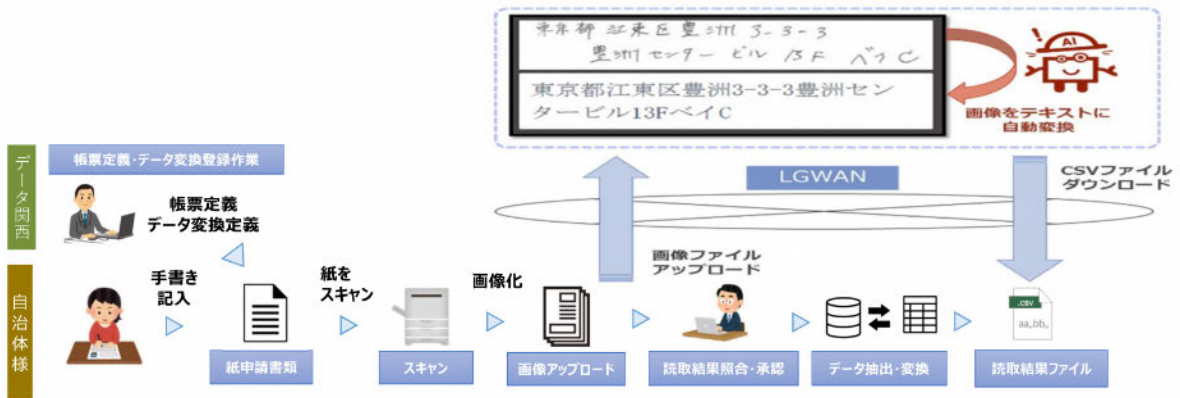 東京都江東区豊洲 3-3-3
豊洲センタービル 13F ベイC
東京都江東区豊洲3-3-3豊洲セン
タービル13FベイC
AI
画像をテキストに
自動変換
データ関西
帳票定義・データ変換登録作業
帳票定義
データ変換定義
LGWAN
CSVファイル
ダウンロード
画像ファイル
アップロード
自治体様
手書き
記入
紙を
スキャン
画像化
.csv
aa,,bb,,
紙申請書類
スキャン
画像アップロード
読取結果照合・承認
データ抽出・変換
読取結果ファイル